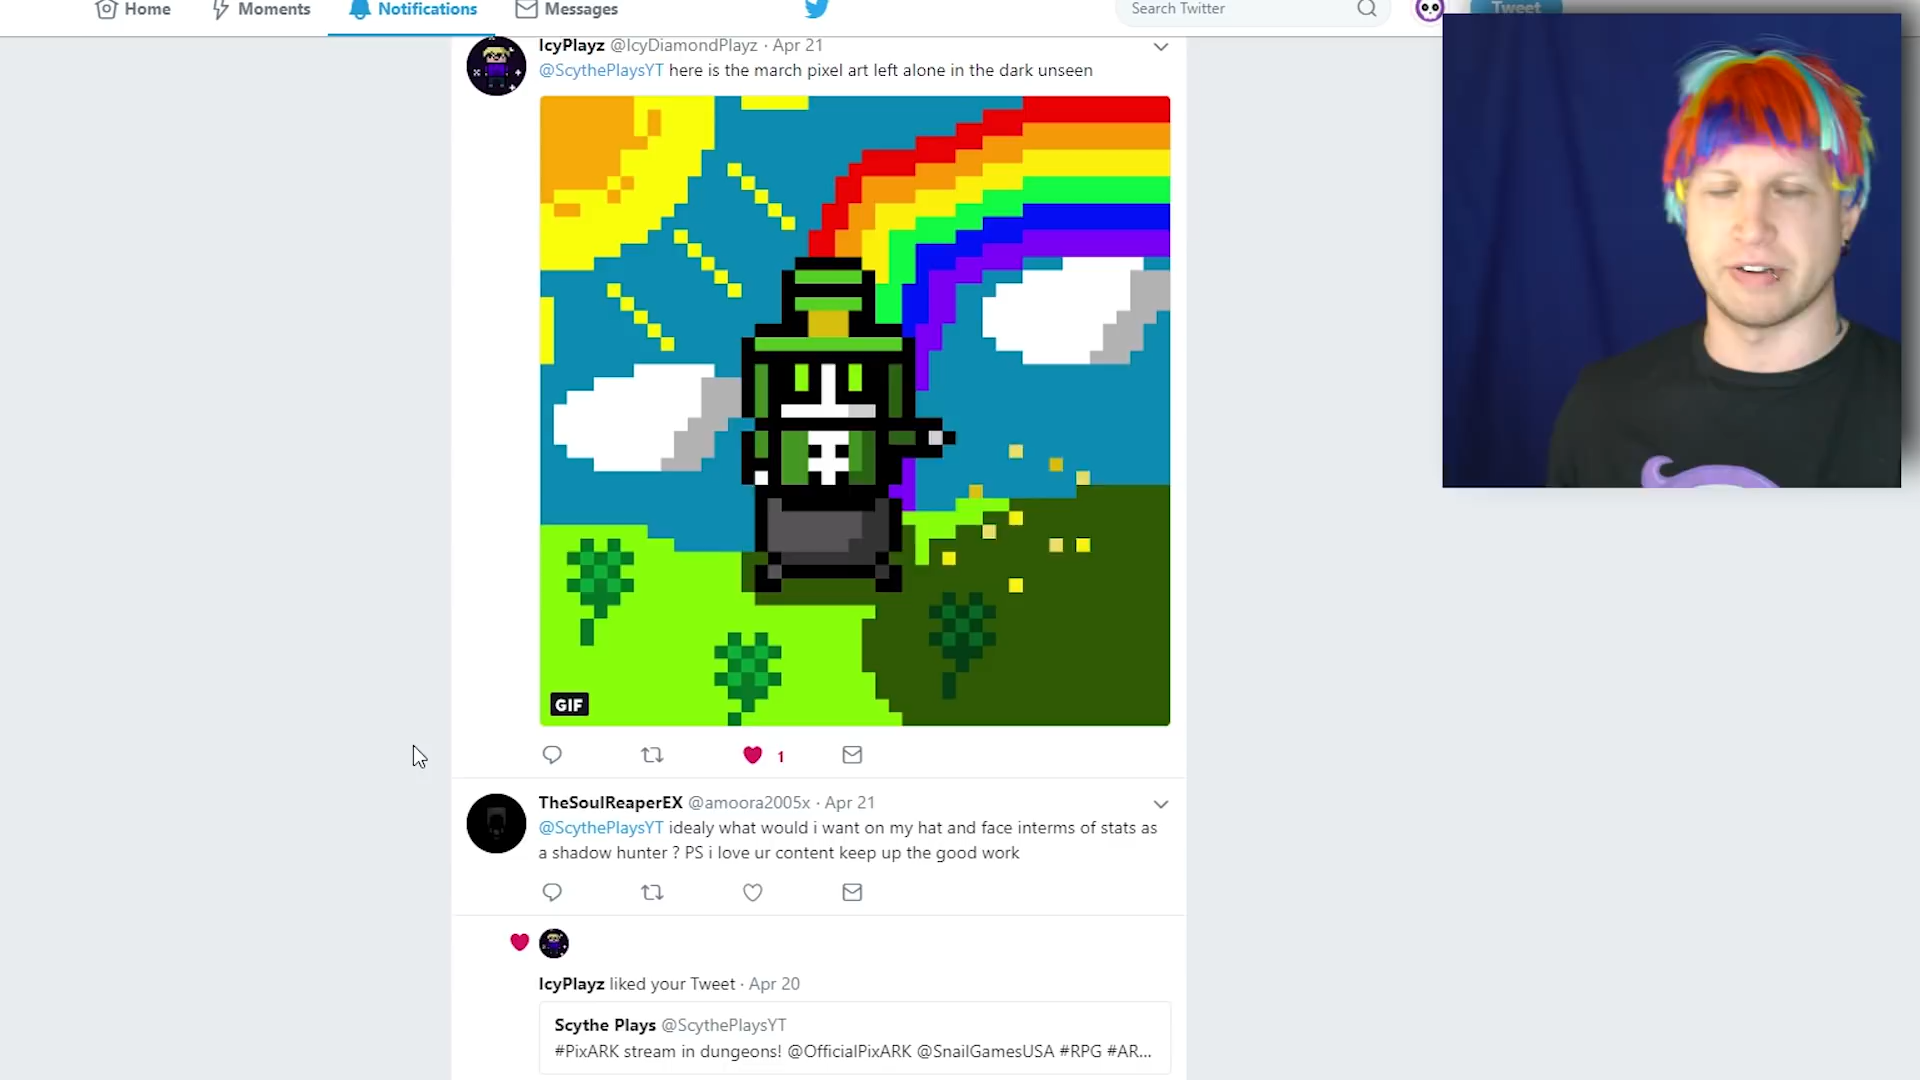 Home Moments Notifications Messages Search Twitter Tweet
IcyPlayz @IcyDiamondPlayz · Apr 21
@ScythePlaysYT here is the march pixel art left alone in the dark unseen
GIF
1
TheSoulReaperEX @amoora2005x · Apr 21
@ScythePlaysYT idealy what would i want on my hat and face interms of stats as
a shadow hunter ? PS i love ur content keep up the good work
IcyPlayz liked your Tweet · Apr 20
Scythe Plays @ScythePlaysYT
#PixARK stream in dungeons! @OfficialPixARK @SnailGamesUSA #RPG #AR...